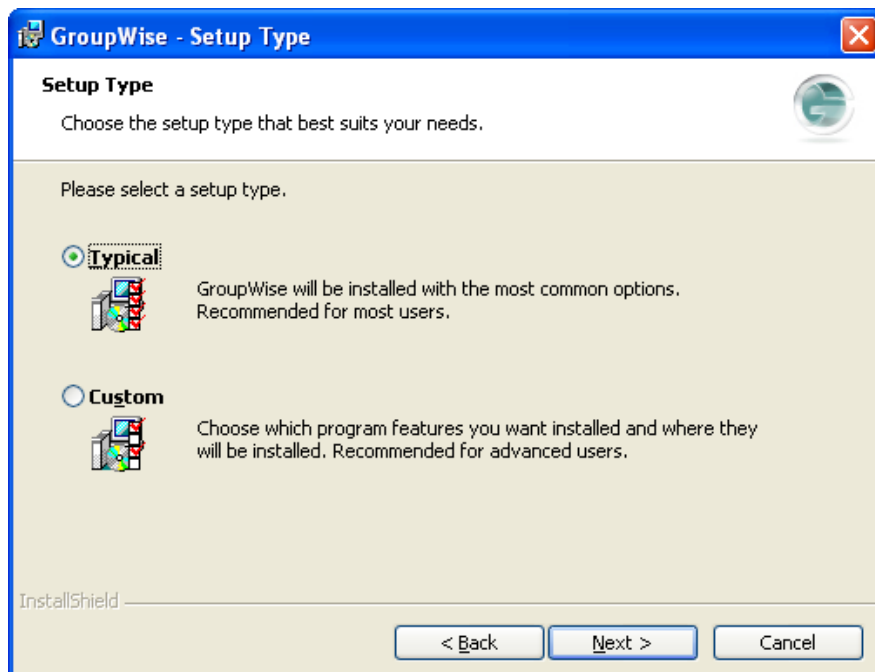 GroupWise - Setup Type
Setup Type
Choose the setup type that best suits your needs.
Please select a setup type.
Typical
GroupWise will be installed with the most common options.
Recommended for most users.
Custom
Choose which program features you want installed and where they
will be installed. Recommended for advanced users.
InstallShield
< Back
Next >
Cancel